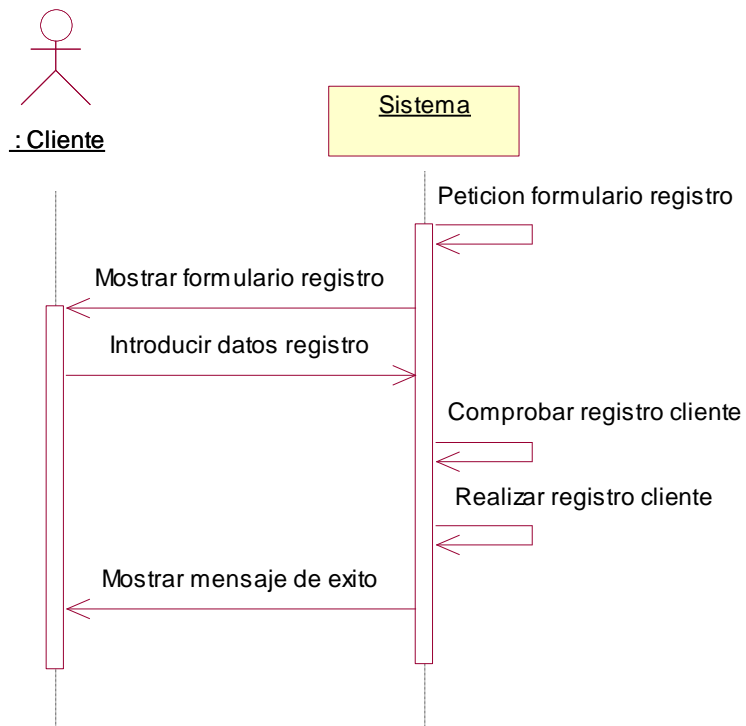 : Cliente
Sistema
Peticion formulario registro
Mostrar formulario registro
Introducir datos registro
Comprobar registro cliente
Realizar registro cliente
Mostrar mensaje de exito